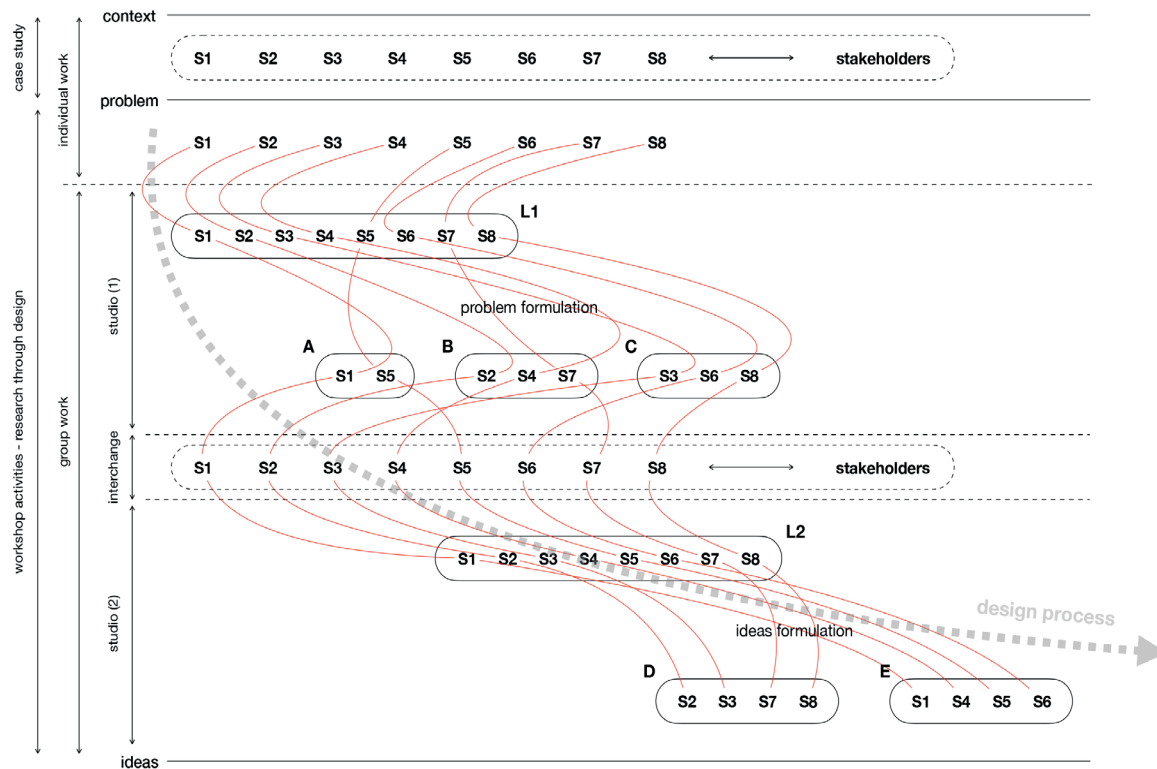 context
S1 S2 S3 S4 S5 S6 S7 S8 stakeholders
case study
individual work
problem
S1 S2 S3 S4 S5 S6 S7 S8
L1
S1 S2 S3 S4 S5 S6 S7 S8
studio (1)
problem formulation
A B C
S1 S5 S2 S4 S7 S3 S6 S8
workshop activities - research through design
group work
interchange
S1 S2 S3 S4 S5 S6 S7 S8 stakeholders
L2
S1 S2 S3 S4 S5 S6 S7 S8
studio (2)
design process
ideas formulation
D E
S2 S3 S7 S8 S1 S4 S5 S6
ideas